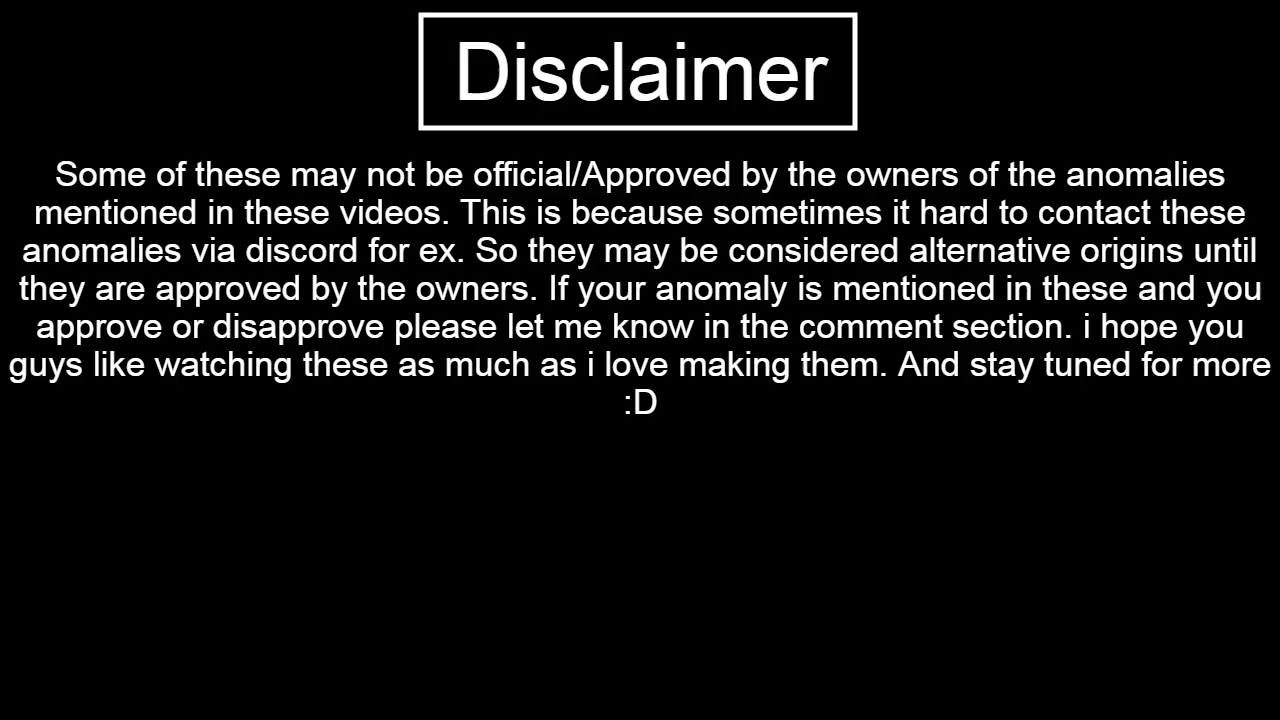 Disclaimer
Some of these may not be official/Approved by the owners of the anomalies
mentioned in these videos. This is because sometimes it hard to contact these
anomalies via discord for ex. So they may be considered alternative origins until
they are approved by the owners. If your anomaly is mentioned in these and you
approve or disapprove please let me know in the comment section. i hope you
guys like watching these as much as i love making them. And stay tuned for more
:D